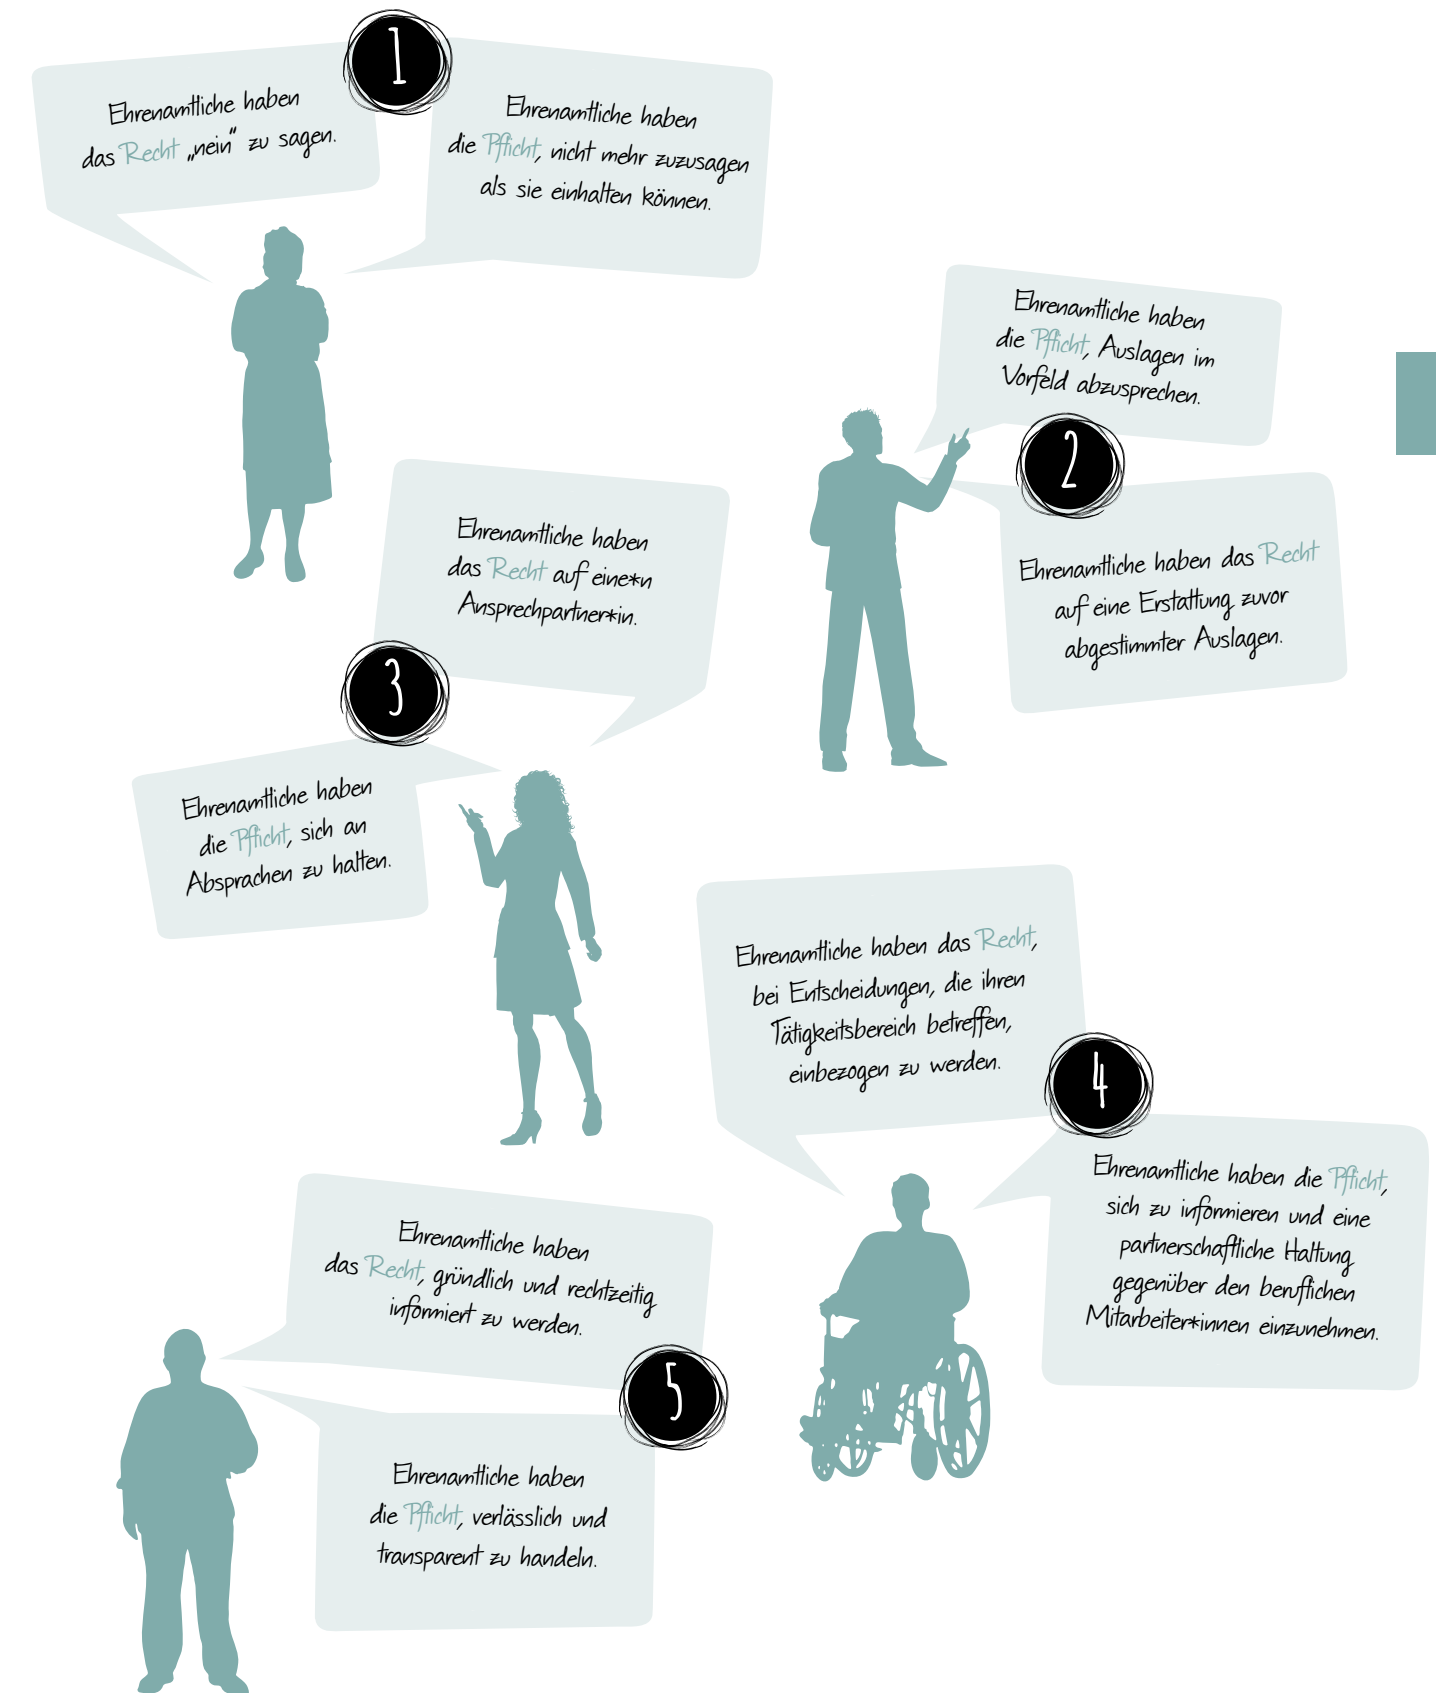 1
Ehrenamtliche haben
das Recht „nein“ zu sagen.
Ehrenamtliche haben
die Pflicht, nicht mehr zuzusagen
als sie einhalten können.
Ehrenamtliche haben
die Pflicht, Auslagen im
Vorfeld abzusprechen.
2
Ehrenamtliche haben das Recht
auf eine Erstattung zuvor
abgestimmter Auslagen.
Ehrenamtliche haben
das Recht auf eine*n
Ansprechpartner*in.
3
Ehrenamtliche haben
die Pflicht, sich an
Absprachen zu halten.
Ehrenamtliche haben das Recht,
bei Entscheidungen, die ihren
Tätigkeitsbereich betreffen,
einbezogen zu werden.
4
Ehrenamtliche haben die Pflicht,
sich zu informieren und eine
partnerschaftliche Haltung
gegenüber den beruflichen
Mitarbeiter*innen einzunehmen.
Ehrenamtliche haben
das Recht, gründlich und rechtzeitig
informiert zu werden.
5
Ehrenamtliche haben
die Pflicht, verlässlich und
transparent zu handeln.